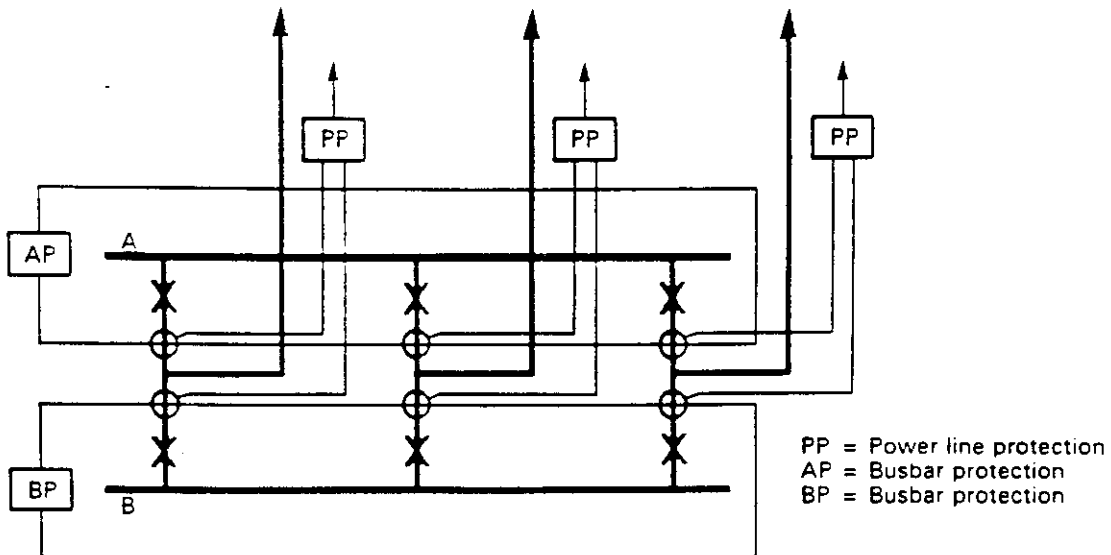 PP
PP
PP
A
AP
BP
B
PP = Power line protection
AP = Busbar protection
BP = Busbar protection